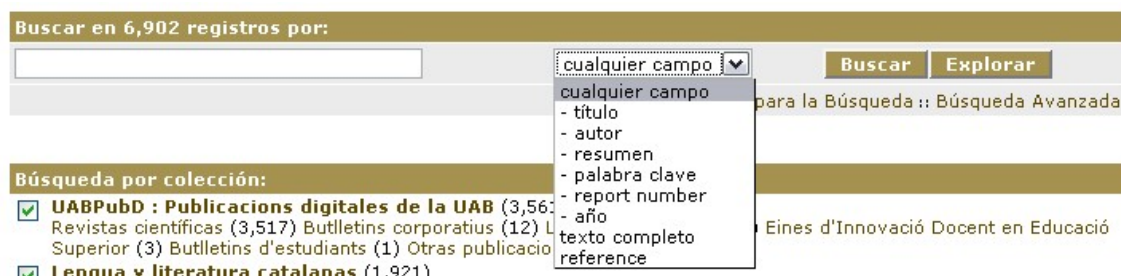 Buscar en 6,902 registros por:
cualquier campo Buscar Explorar
cualquier campo
- título
- autor
- resumen
- palabra clave
- report number
- año
texto completo
reference
para la Búsqueda :: Búsqueda Avanzada
Búsqueda por colección:
UABPubD : Publicacions digitales de la UAB (3,561
Revistas científicas (3,517) Butlletins corporatius (12) L Eines d'Innovació Docent en Educació
Superior (3) Butlletins d'estudiants (1) Otras publicacio
Lengua y literatura catalanas (1,921)